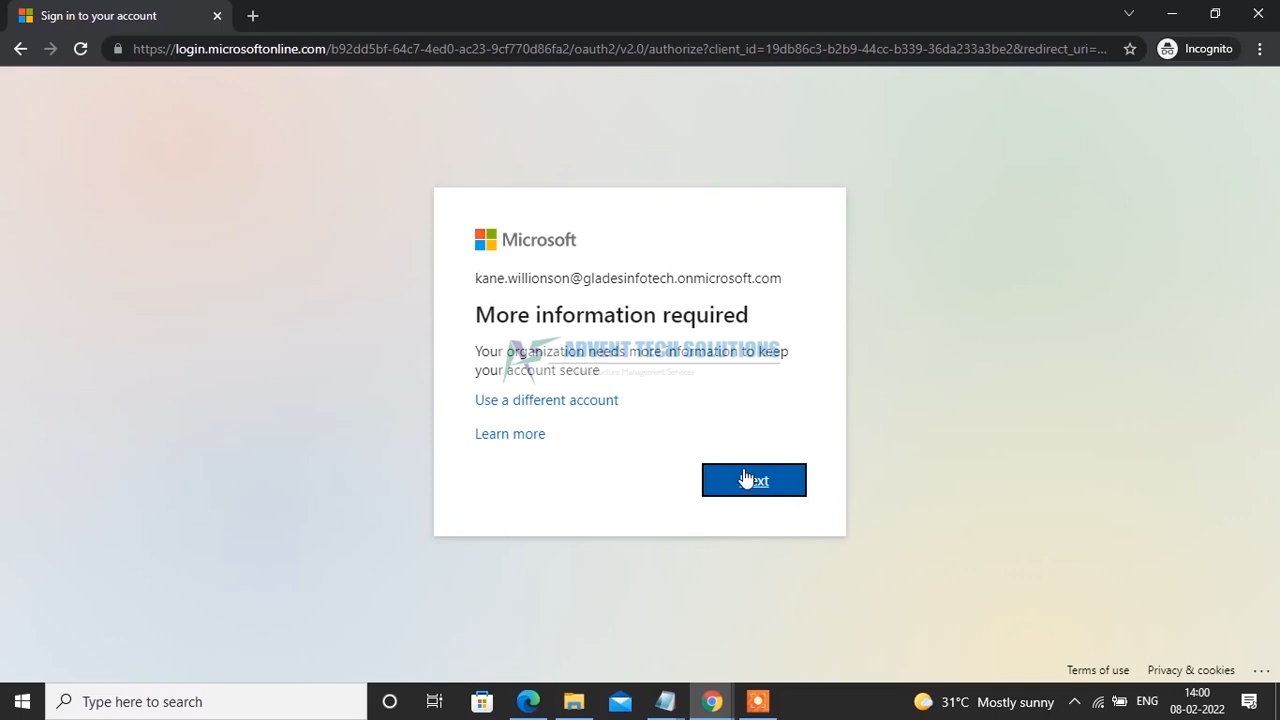 Sign in to your account
https://login.microsoftonline.com/b92dd5bf-64c7-4ed0-ac23-9cf770d86fa2/oauth2/v2.0/authorize?client_id=19db86c3-b2b9-44cc-b339-36da233a3be2&redirect_uri=...
Incognito
Microsoft
kane.willionson@gladesinfotech.onmicrosoft.com
More information required
Your organization needs more information to keep
your account secure
ADVENT TECH SOLUTIONS
Management Services
Use a different account
Learn more
Next
Terms of use Privacy & cookies ...
Type here to search
31°C Mostly sunny
ENG
14:00
08-02-2022